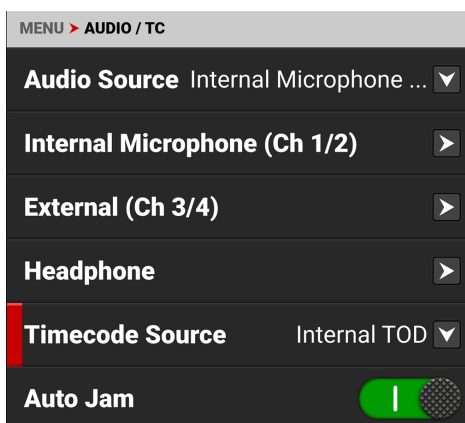 MENU > AUDIO / TC
Audio Source Internal Microphone ...
Internal Microphone (Ch 1/2)
External (Ch 3/4)
Headphone
Timecode Source Internal TOD
Auto Jam